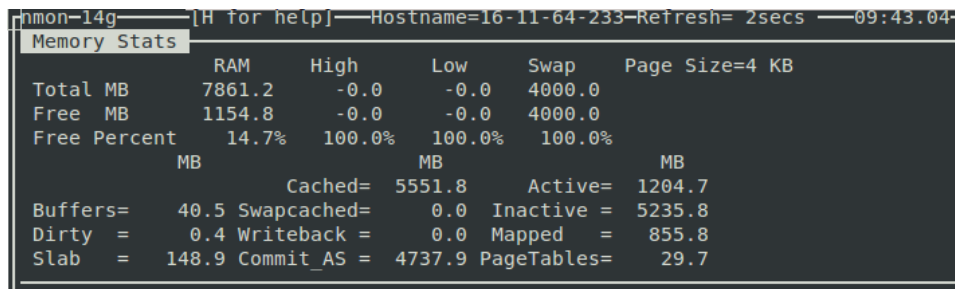 nmon-14g [H for help] Hostname=16-11-64-233 Refresh= 2secs 09:43.04
Memory Stats
RAM High Low Swap Page Size=4 KB
Total MB 7861.2 -0.0 -0.0 4000.0
Free MB 1154.8 -0.0 -0.0 4000.0
Free Percent 14.7% 100.0% 100.0% 100.0%
MB MB MB
Cached= 5551.8 Active= 1204.7
Buffers= 40.5 Swapcached= 0.0 Inactive = 5235.8
Dirty = 0.4 Writeback = 0.0 Mapped = 855.8
Slab = 148.9 Commit_AS = 4737.9 PageTables= 29.7